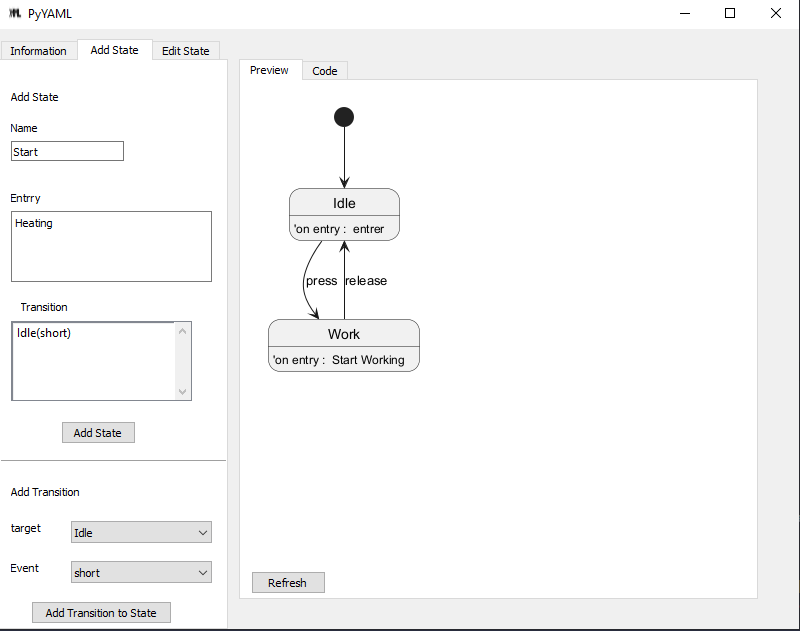 PyYAML
Information
Add State
Edit State
Add State
Name
Start
Entrry
Heating
Transition
Idle(short)
Add State
Add Transition
target
Idle
Event
short
Add Transition to State
Preview
Code
Idle
'on entry : entrer
press
release
Work
'on entry : Start Working
Refresh